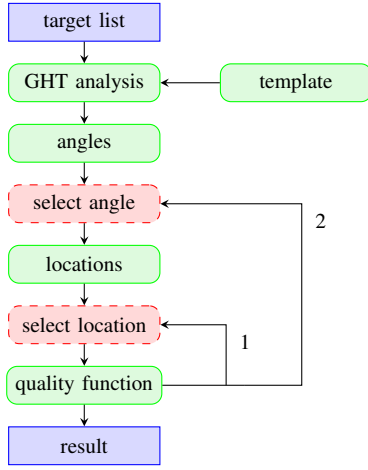 target list
GHT analysis
template
angles
select angle
2
locations
select location
1
quality function
result